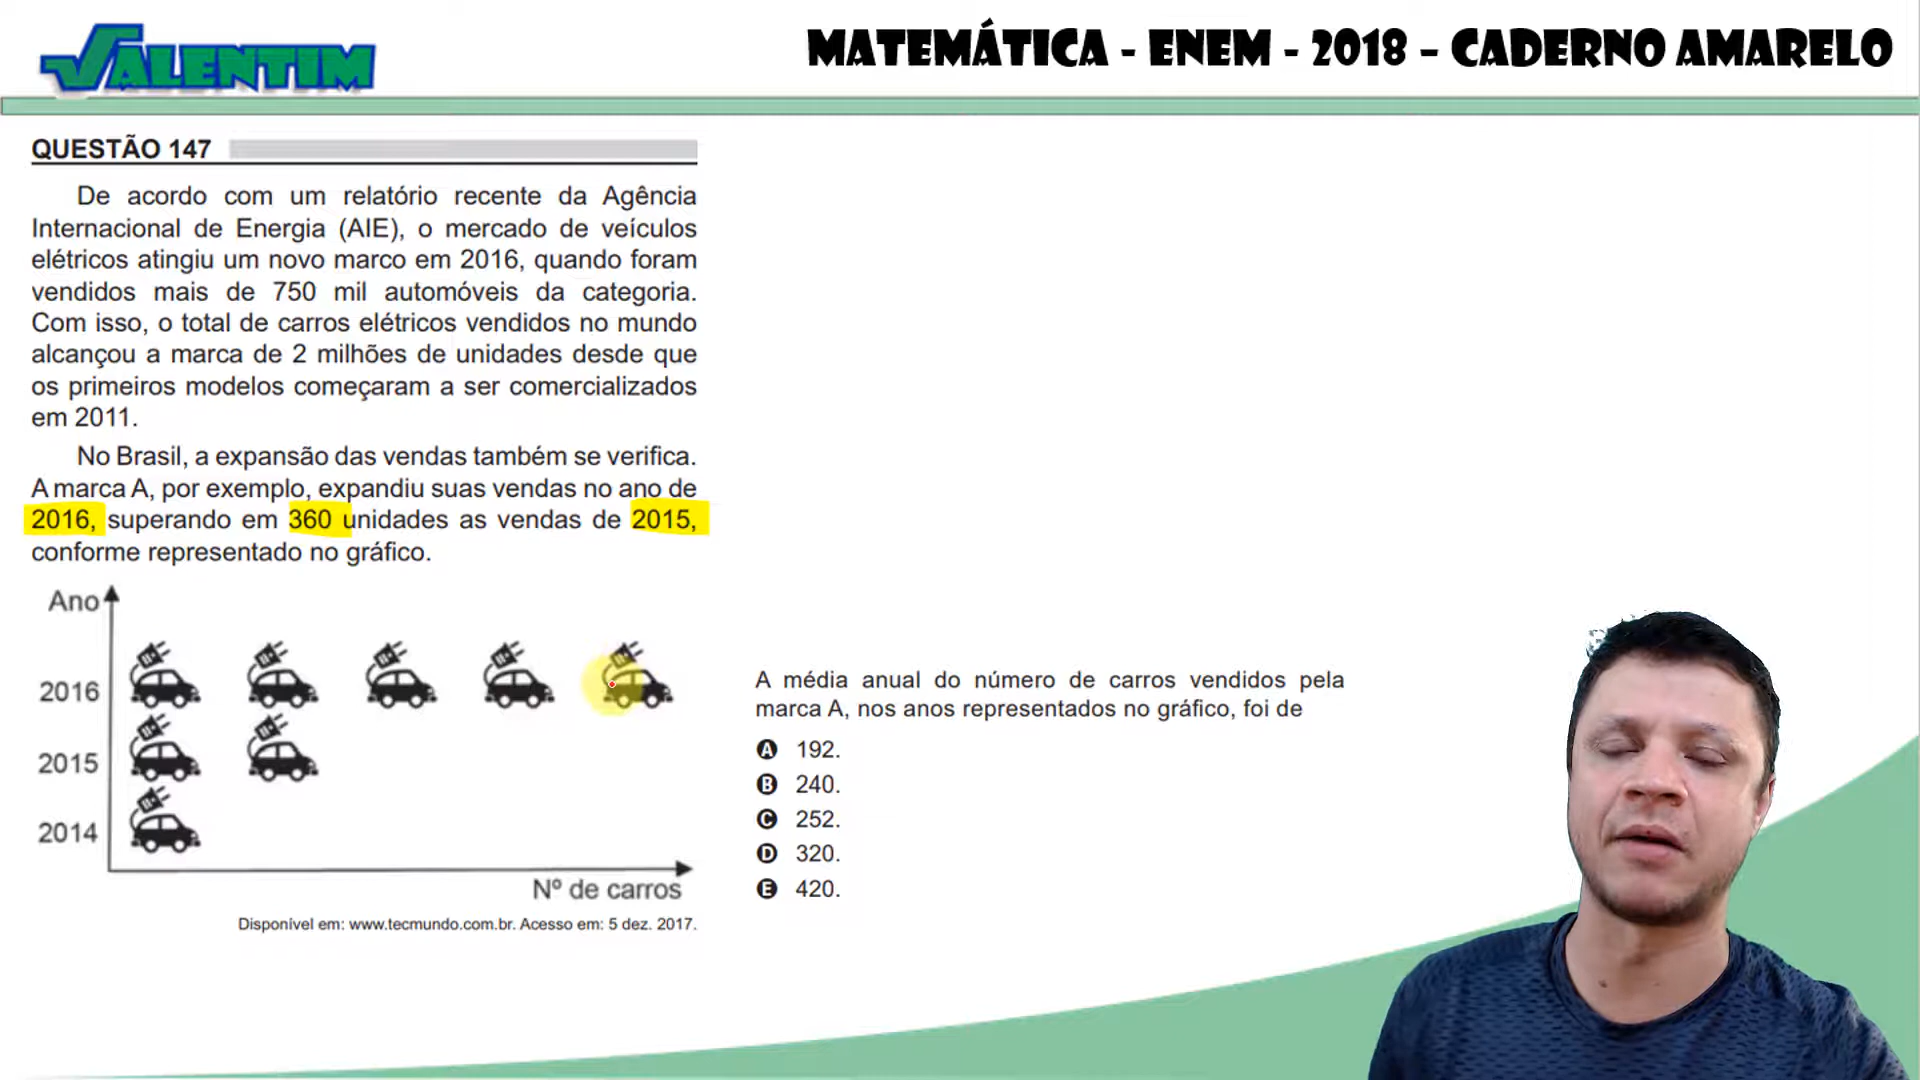 VALENTIM
MATEMÁTICA - ENEM - 2018 - CADERNO AMARELO
QUESTÃO 147
De acordo com um relatório recente da Agência
Internacional de Energia (AIE), o mercado de veículos
elétricos atingiu um novo marco em 2016, quando foram
vendidos mais de 750 mil automóveis da categoria.
Com isso, o total de carros elétricos vendidos no mundo
alcançou a marca de 2 milhões de unidades desde que
os primeiros modelos começaram a ser comercializados
em 2011.
No Brasil, a expansão das vendas também se verifica.
A marca A, por exemplo, expandiu suas vendas no ano de
2016, superando em 360 unidades as vendas de 2015,
conforme representado no gráfico.
Ano
2016
2015
2014
Nº de carros
Disponível em: www.tecmundo.com.br. Acesso em: 5 dez. 2017.
A média anual do número de carros vendidos pela
marca A, nos anos representados no gráfico, foi de
A 192.
B 240.
C 252.
D 320.
E 420.